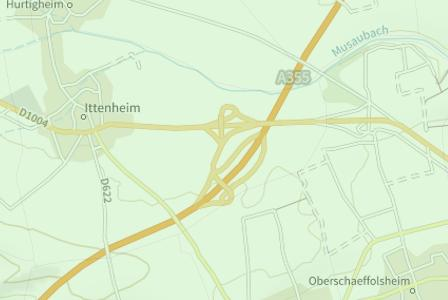 Hurtigheim
Musaubach
A355
Ittenheim
D1004
D622
Oberschaeffolsheim